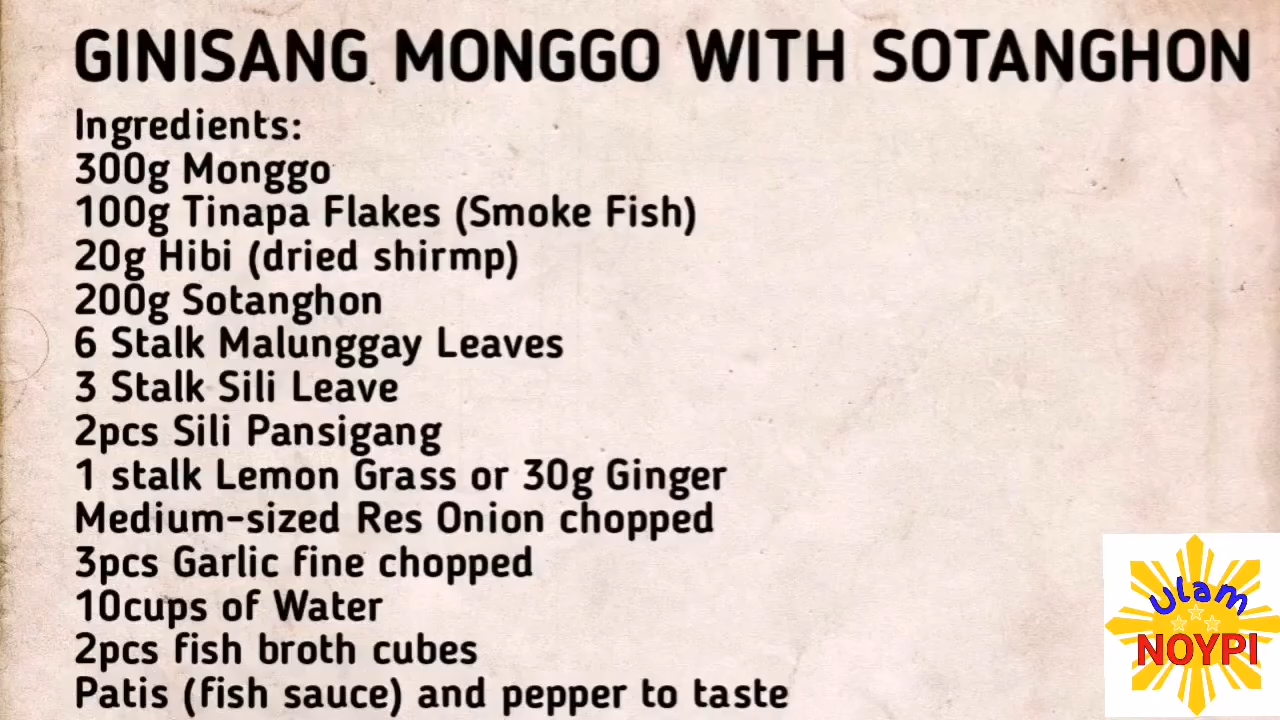 GINISANG MONGGO WITH SOTANGHON
Ingredients:
300g Monggo
100g Tinapa Flakes (Smoke Fish)
20g Hibi (dried shirmp)
200g Sotanghon
6 Stalk Malunggay Leaves
3 Stalk Sili Leave
2pcs Sili Pansigang
1 stalk Lemon Grass or 30g Ginger
Medium-sized Res Onion chopped
3pcs Garlic fine chopped
10cups of Water
2pcs fish broth cubes
Patis (fish sauce) and pepper to taste
Ulam
NOYPI